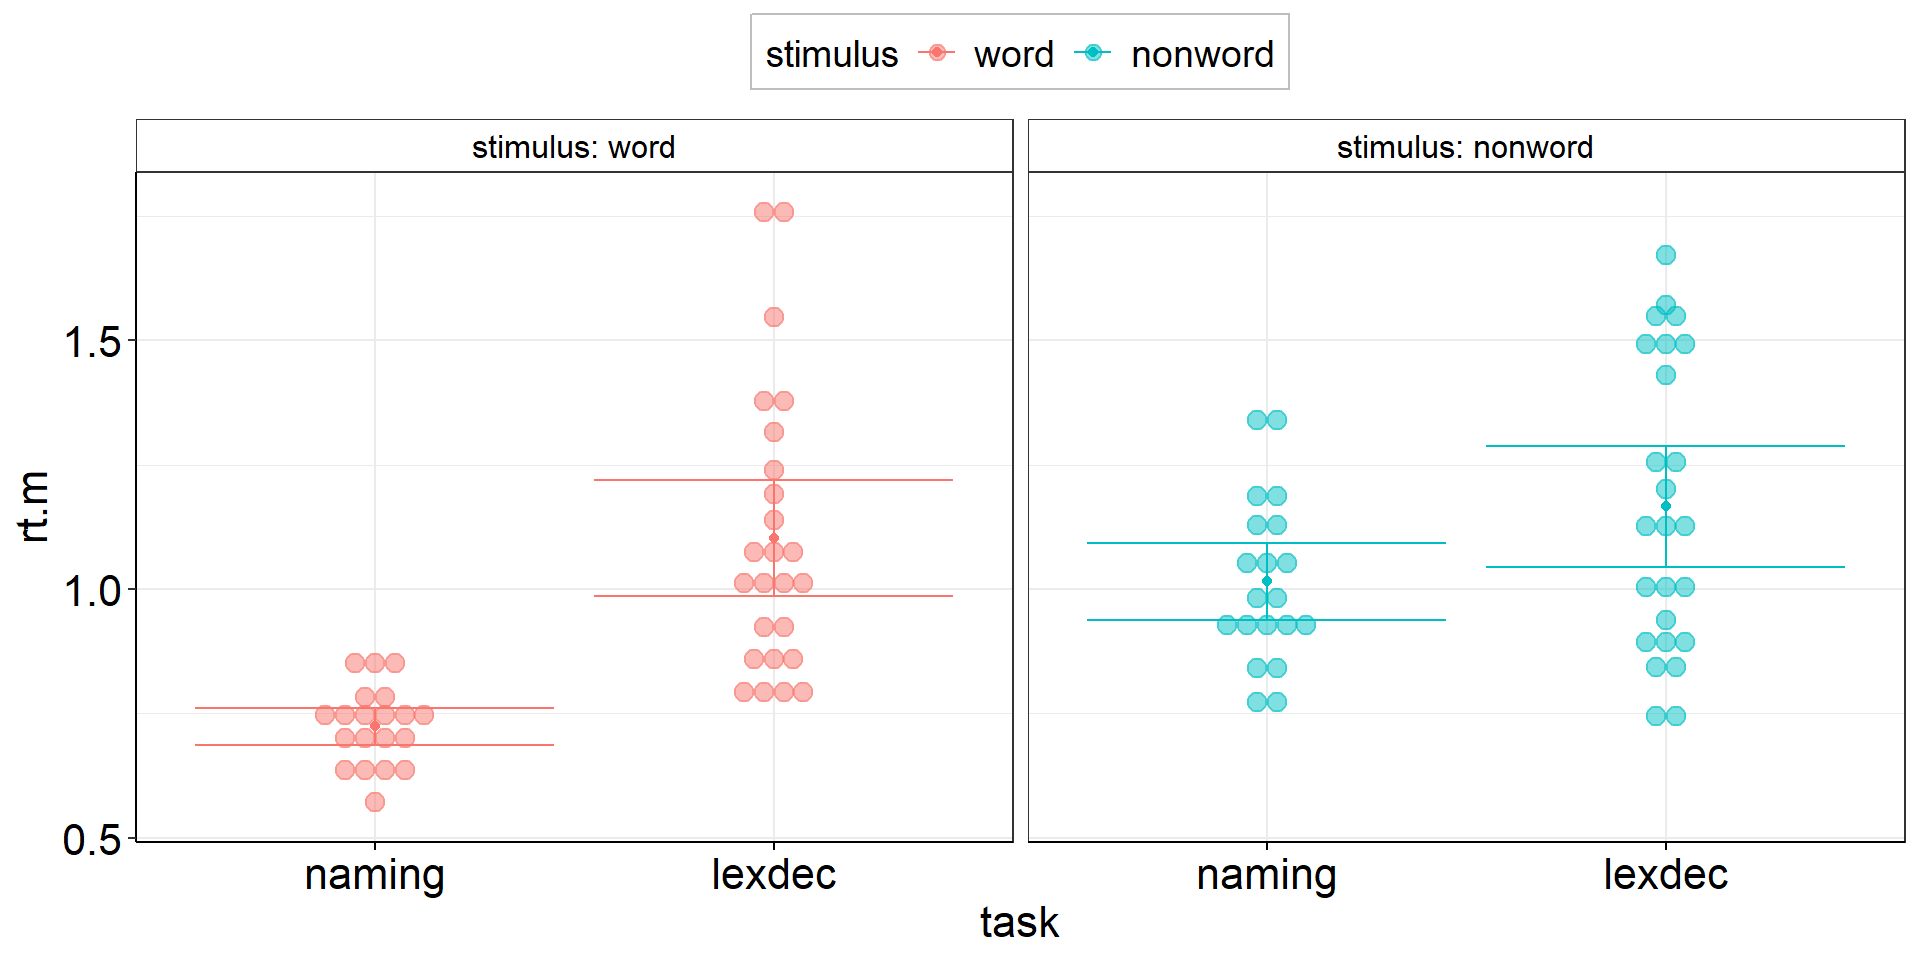 stimulus word nonword
stimulus: word
stimulus: nonword
rt.m
1.5
1.0
0.5
naming lexdec
naming lexdec
task